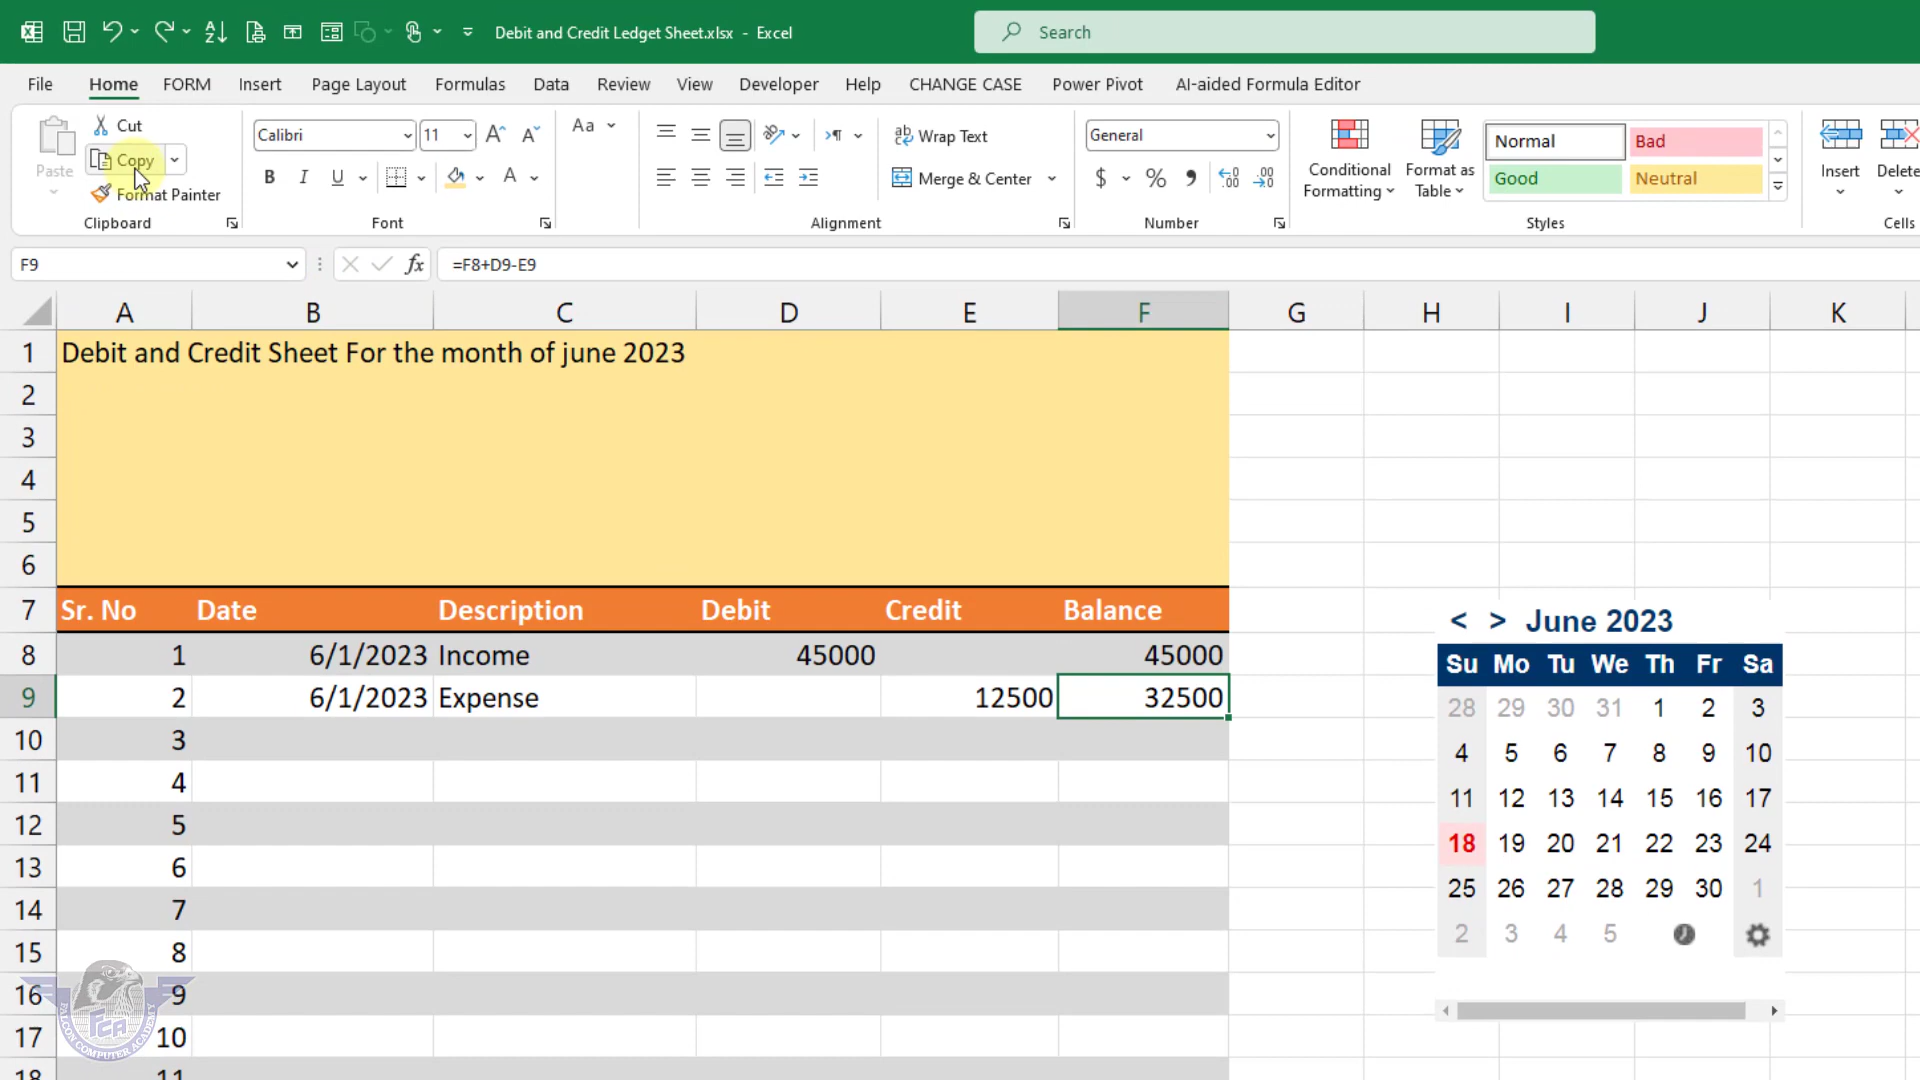 Debit and Credit Ledget Sheet.xlsx - Excel
Search
File Home FORM Insert Page Layout Formulas Data Review View Developer Help CHANGE CASE Power Pivot AI-aided Formula Editor
Paste
Cut
Copy
Format Painter
Clipboard
Calibri 11
B I U A
Font
Aa
Wrap Text
Merge & Center
Alignment
General
$ %
Number
Conditional Formatting
Format as Table
Normal Bad
Good Neutral
Styles
Insert Delete
Cells
F9 fx =F8+D9-E9
A B C D E F G H I J K
1 Debit and Credit Sheet For the month of june 2023
2
3
4
5
6
7 Sr. No Date Description Debit Credit Balance
8 1 6/1/2023 Income 45000 45000
9 2 6/1/2023 Expense 12500 32500
10 3
11 4
12 5
13 6
14 7
15 8
16 9
17 10
18 11
< > June 2023
Su Mo Tu We Th Fr Sa
28 29 30 31 1 2 3
4 5 6 7 8 9 10
11 12 13 14 15 16 17
18 19 20 21 22 23 24
25 26 27 28 29 30 1
2 3 4 5
FCA
FALCON COMPUTER ACADEMY